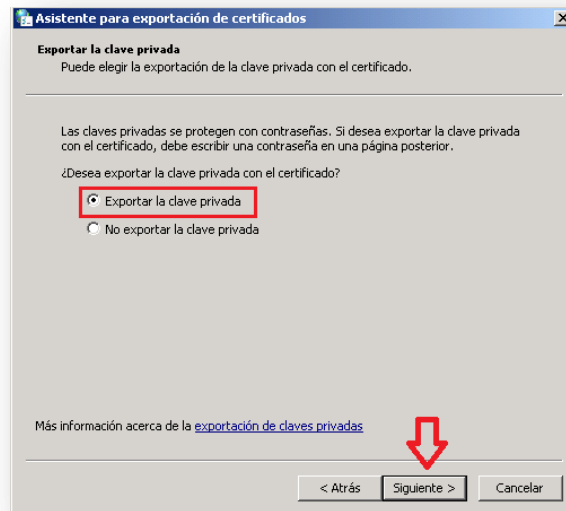 Asistente para exportación de certificados
Exportar la clave privada
Puede elegir la exportación de la clave privada con el certificado.
Las claves privadas se protegen con contraseñas. Si desea exportar la clave privada
con el certificado, debe escribir una contraseña en una página posterior.
¿Desea exportar la clave privada con el certificado?
Exportar la clave privada
No exportar la clave privada
Más información acerca de la exportación de claves privadas
< Atrás Siguiente > Cancelar